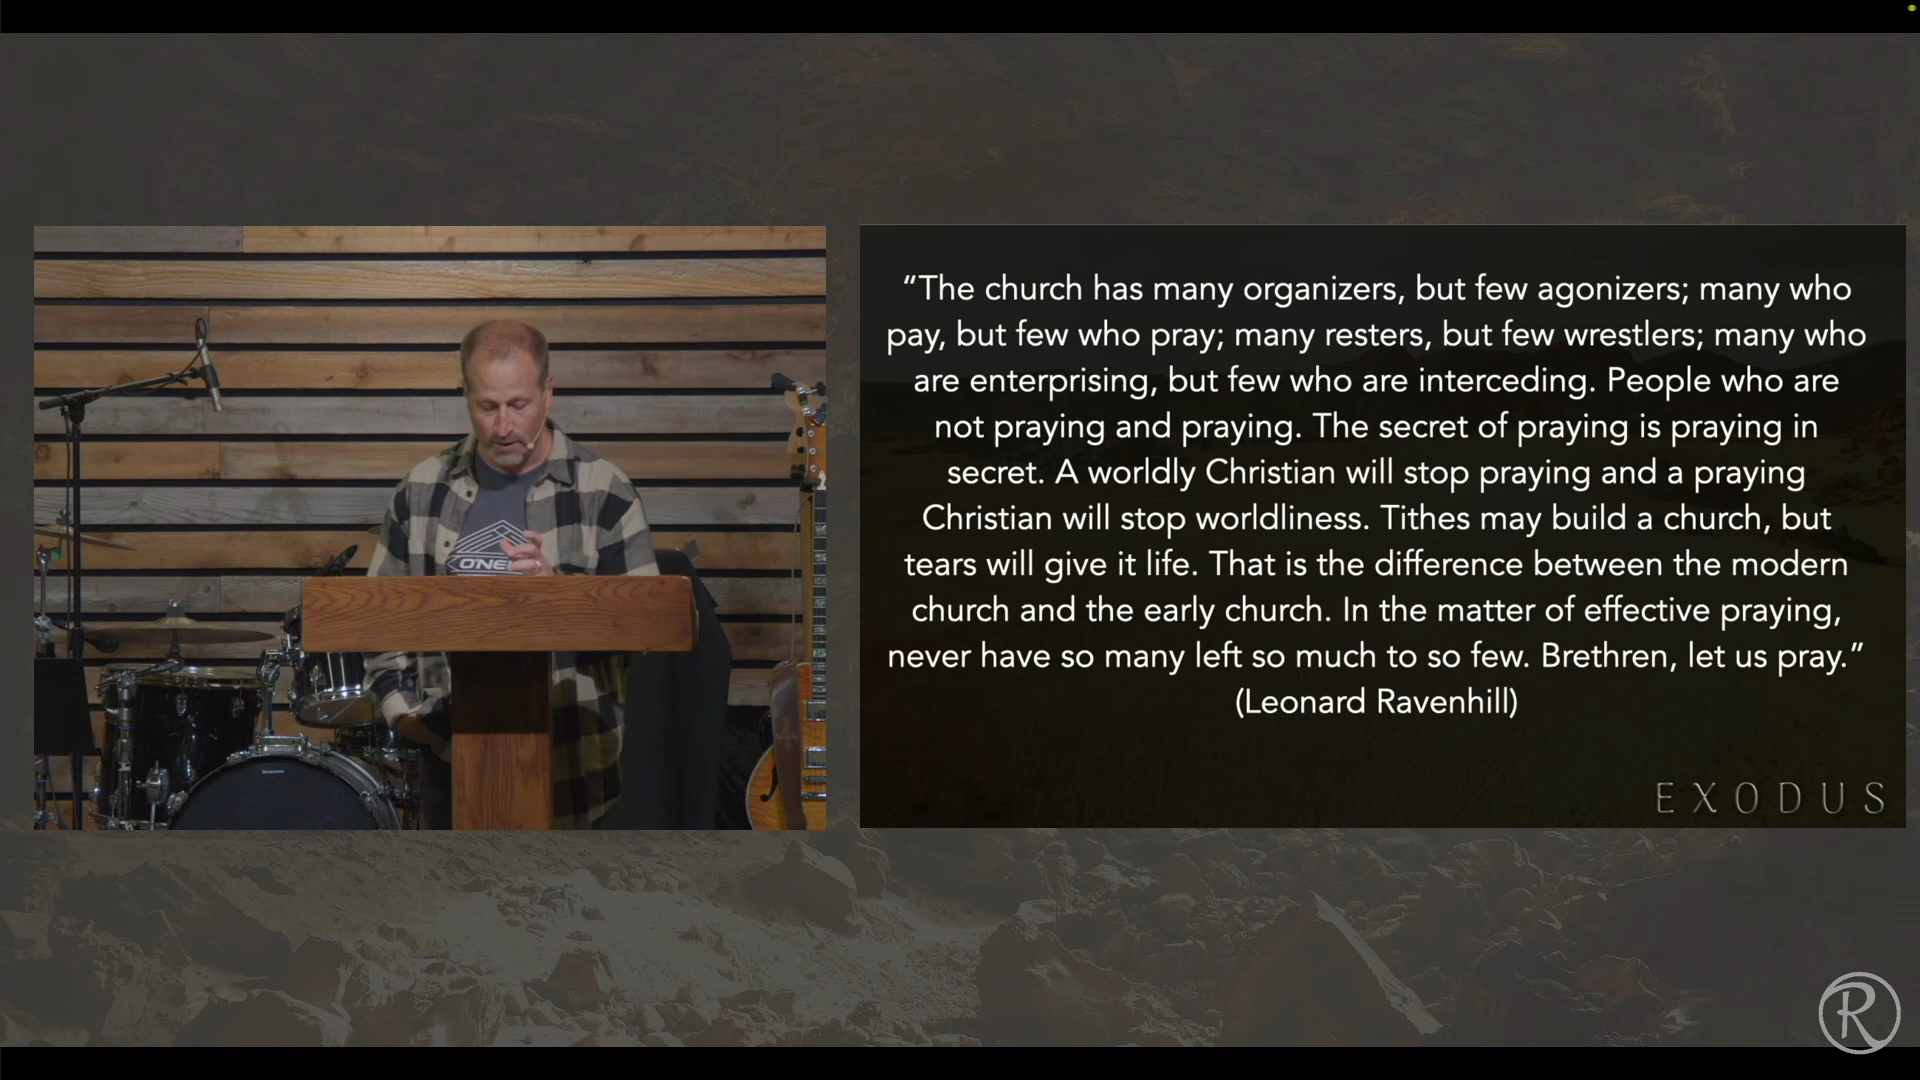 “The church has many organizers, but few agonizers; many who
pay, but few who pray; many resters, but few wrestlers; many who
are enterprising, but few who are interceding. People who are
not praying and praying. The secret of praying is praying in
secret. A worldly Christian will stop praying and a praying
Christian will stop worldliness. Tithes may build a church, but
tears will give it life. That is the difference between the modern
church and the early church. In the matter of effective praying,
never have so many left so much to so few. Brethren, let us pray.”
(Leonard Ravenhill)
EXODUS
R